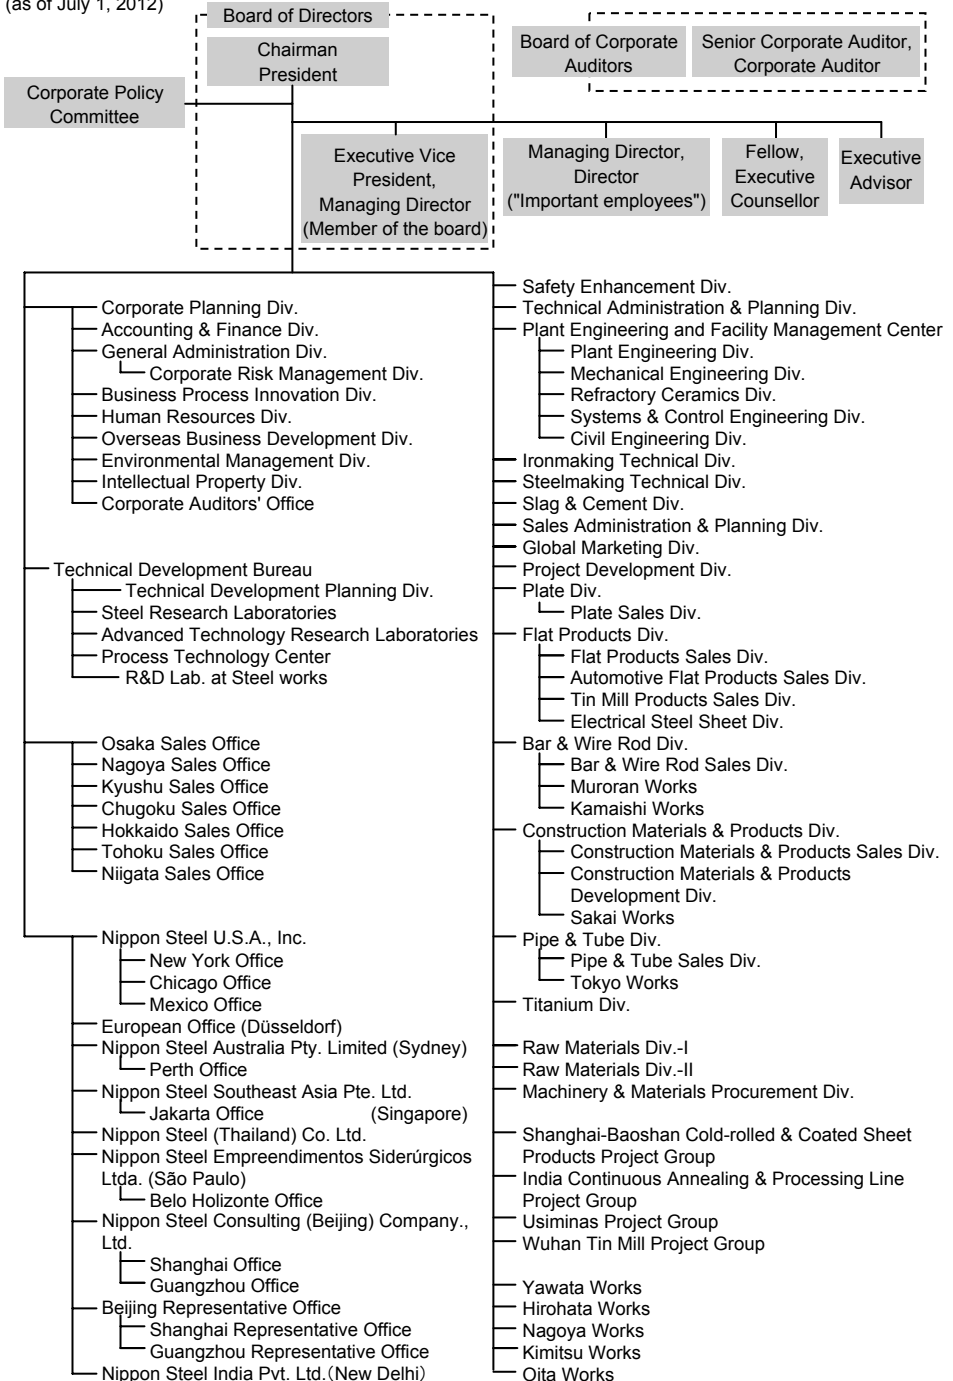 (as of July 1, 2012)
Board of Directors
Chairman
President
Board of Corporate
Auditors
Senior Corporate Auditor,
Corporate Auditor
Corporate Policy
Committee
Executive Vice
President,
Managing Director
(Member of the board)
Managing Director,
Director
("Important employees")
Fellow,
Executive
Counsellor
Executive
Advisor
Corporate Planning Div.
Accounting & Finance Div.
General Administration Div.
Corporate Risk Management Div.
Business Process Innovation Div.
Human Resources Div.
Overseas Business Development Div.
Environmental Management Div.
Intellectual Property Div.
Corporate Auditors' Office
Technical Development Bureau
Technical Development Planning Div.
Steel Research Laboratories
Advanced Technology Research Laboratories
Process Technology Center
R&D Lab. at Steel works
Osaka Sales Office
Nagoya Sales Office
Kyushu Sales Office
Chugoku Sales Office
Hokkaido Sales Office
Tohoku Sales Office
Niigata Sales Office
Nippon Steel U.S.A., Inc.
New York Office
Chicago Office
Mexico Office
European Office (Düsseldorf)
Nippon Steel Australia Pty. Limited (Sydney)
Perth Office
Nippon Steel Southeast Asia Pte. Ltd.
Jakarta Office (Singapore)
Nippon Steel (Thailand) Co. Ltd.
Nippon Steel Empreendimentos Siderúrgicos
Ltda. (São Paulo)
Belo Holizonte Office
Nippon Steel Consulting (Beijing) Company.,
Ltd.
Shanghai Office
Guangzhou Office
Beijing Representative Office
Shanghai Representative Office
Guangzhou Representative Office
Nippon Steel India Pvt. Ltd.(New Delhi)
Safety Enhancement Div.
Technical Administration & Planning Div.
Plant Engineering and Facility Management Center
Plant Engineering Div.
Mechanical Engineering Div.
Refractory Ceramics Div.
Systems & Control Engineering Div.
Civil Engineering Div.
Ironmaking Technical Div.
Steelmaking Technical Div.
Slag & Cement Div.
Sales Administration & Planning Div.
Global Marketing Div.
Project Development Div.
Plate Div.
Plate Sales Div.
Flat Products Div.
Flat Products Sales Div.
Automotive Flat Products Sales Div.
Tin Mill Products Sales Div.
Electrical Steel Sheet Div.
Bar & Wire Rod Div.
Bar & Wire Rod Sales Div.
Muroran Works
Kamaishi Works
Construction Materials & Products Div.
Construction Materials & Products Sales Div.
Construction Materials & Products
Development Div.
Sakai Works
Pipe & Tube Div.
Pipe & Tube Sales Div.
Tokyo Works
Titanium Div.
Raw Materials Div.-I
Raw Materials Div.-II
Machinery & Materials Procurement Div.
Shanghai-Baoshan Cold-rolled & Coated Sheet
Products Project Group
India Continuous Annealing & Processing Line
Project Group
Usiminas Project Group
Wuhan Tin Mill Project Group
Yawata Works
Hirohata Works
Nagoya Works
Kimitsu Works
Oita Works